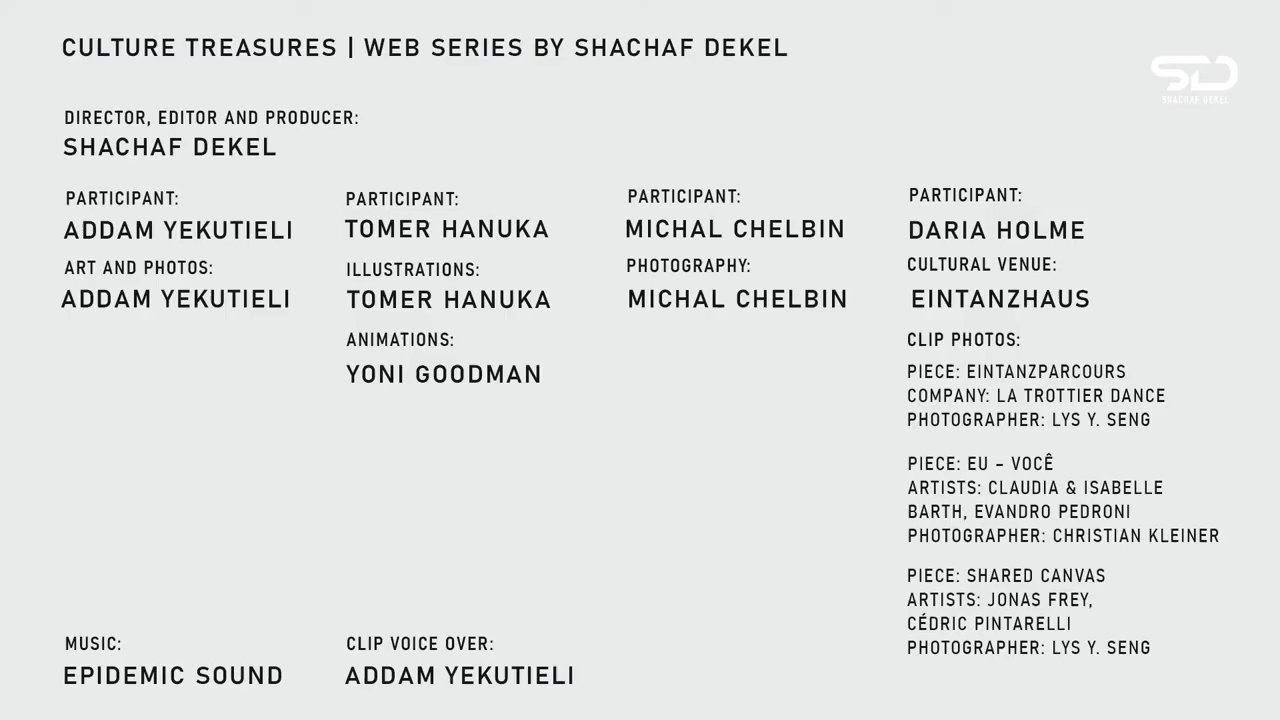 CULTURE TREASURES | WEB SERIES BY SHACHAF DEKEL
SHACHAF DEKEL
DIRECTOR, EDITOR AND PRODUCER:
SHACHAF DEKEL
PARTICIPANT:
ADDAM YEKUTIELI
ART AND PHOTOS:
ADDAM YEKUTIELI
PARTICIPANT:
TOMER HANUKA
ILLUSTRATIONS:
TOMER HANUKA
ANIMATIONS:
YONI GOODMAN
PARTICIPANT:
MICHAL CHELBIN
PHOTOGRAPHY:
MICHAL CHELBIN
PARTICIPANT:
DARIA HOLME
CULTURAL VENUE:
EINTANZHAUS
CLIP PHOTOS:
PIECE: EINTANZPARCOURS
COMPANY: LA TROTTIER DANCE
PHOTOGRAPHER: LYS Y. SENG
PIECE: EU – VOCÊ
ARTISTS: CLAUDIA & ISABELLE
BARTH, EVANDRO PEDRONI
PHOTOGRAPHER: CHRISTIAN KLEINER
PIECE: SHARED CANVAS
ARTISTS: JONAS FREY,
CÉDRIC PINTARELLI
PHOTOGRAPHER: LYS Y. SENG
MUSIC:
EPIDEMIC SOUND
CLIP VOICE OVER:
ADDAM YEKUTIELI